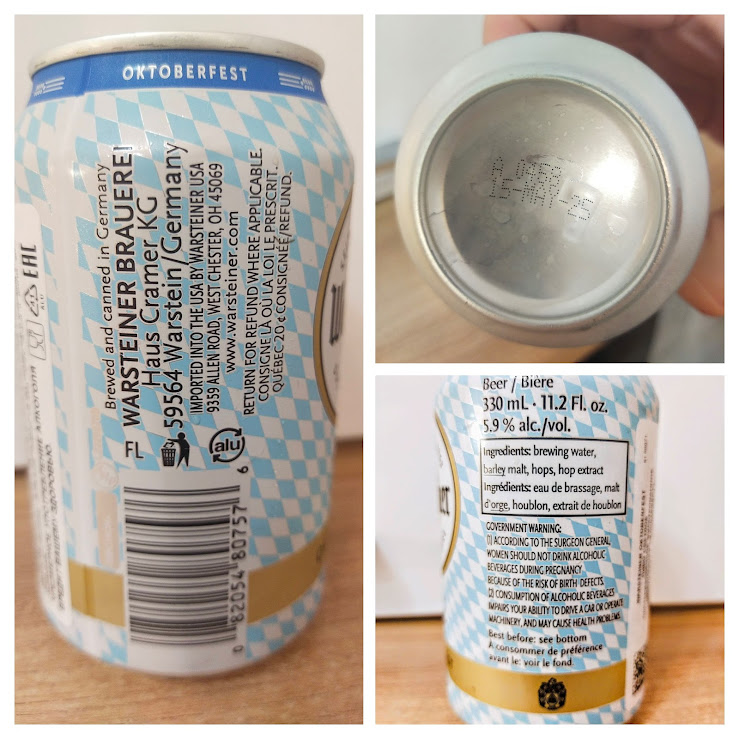 OKTOBERFEST
Brewed and canned in Germany
WARSTEINER BRAUEREI
Haus Cramer KG
59564 Warstein/Germany
IMPORTED INTO THE USA BY WARSTEINER USA
9359 ALLEN ROAD, WEST CHESTER, OH 45069
www.warsteiner.com
RETURN FOR REFUND WHERE APPLICABLE.
CONSIGNE LÀ OU LA LOI LE PRESCRIT.
QUÉBEC 20 ¢ CONSIGNÉE/REFUND.
FL
alu
0 82054 80757 6
EAC
41
ALU
15-MAY-25
Beer / Bière
330 mL · 11.2 Fl. oz.
5.9 % alc./vol.
Ingredients: brewing water,
barley malt, hops, hop extract
Ingrédients: eau de brassage, malt
d'orge, houblon, extrait de houblon
GOVERNMENT WARNING:
(1) ACCORDING TO THE SURGEON GENERAL,
WOMEN SHOULD NOT DRINK ALCOHOLIC
BEVERAGES DURING PREGNANCY
BECAUSE OF THE RISK OF BIRTH DEFECTS.
(2) CONSUMPTION OF ALCOHOLIC BEVERAGES
IMPAIRS YOUR ABILITY TO DRIVE A CAR OR OPERATE
MACHINERY, AND MAY CAUSE HEALTH PROBLEMS.
Best before: see bottom
À consommer de préférence
avant le: voir le fond.